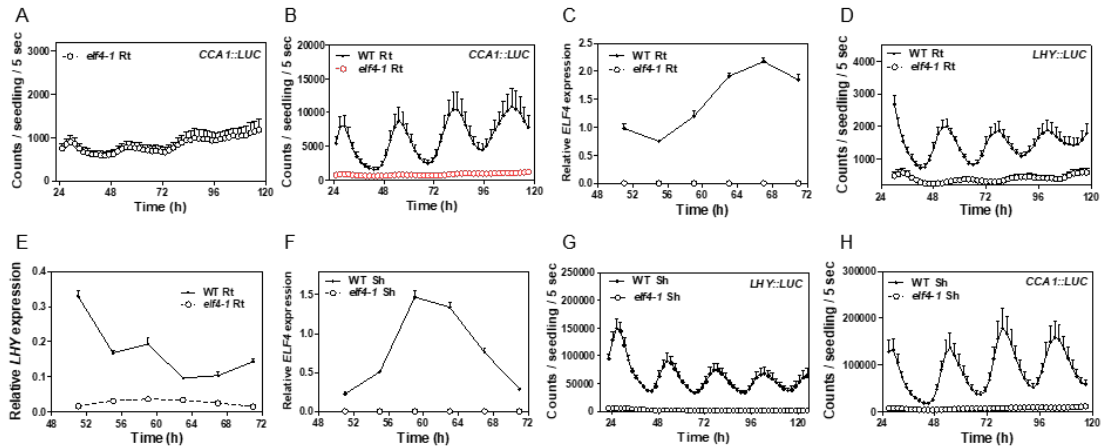 A
elf4-1 Rt
CCA1::LUC
Counts / seedling / 5 sec
3000
2000
1000
0
24 48 72 96 120
Time (h)
B
WT Rt
elf4-1 Rt
CCA1::LUC
Counts / seedling / 5 sec
20000
15000
10000
5000
0
24 48 72 96 120
Time (h)
C
WT Rt
elf4-1 Rt
Relative ELF4 expression
2.5
2.0
1.5
1.0
0.5
0.0
52 56 60 64 68 72
Time (h)
D
WT Rt
elf4-1 Rt
LHY::LUC
Counts / seedling / 5 sec
4000
3000
2000
1000
24 48 72 96 120
Time (h)
E
WT Rt
elf4-1 Rt
Relative LHY expression
0.4
0.3
0.2
0.1
0.0
48 52 56 60 64 68 72
Time (h)
F
WT Sh
elf4-1 Sh
Relative ELF4 expression
1.5
1.0
0.5
0.0
48 52 56 60 64 68 72
Time (h)
G
WT Sh
elf4-1 Sh
LHY::LUC
Counts / seedling / 5 sec
250000
200000
150000
100000
50000
0
24 48 72 96 120
Time (h)
H
WT Sh
elf4-1 Sh
CCA1::LUC
Counts / seedling / 5 sec
300000
200000
100000
0
24 48 72 96 120
Time (h)